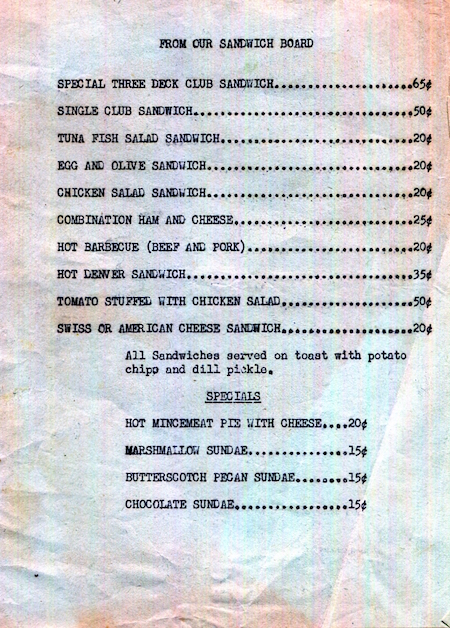 FROM OUR SANDWICH BOARD
SPECIAL THREE DECK CLUB SANDWICH.....................65¢
SINGLE CLUB SANDWICH.................................50¢
TUNA FISH SALAD SANDWICH.............................20¢
EGG AND OLIVE SANDWICH...............................20¢
CHICKEN SALAD SANDWICH...............................20¢
COMBINATION HAM AND CHEESE...........................25¢
HOT BARBECUE (BEEF AND PORK).........................20¢
HOT DENVER SANDWICH..................................35¢
TOMATO STUFFED WITH CHICKEN SALAD....................50¢
SWISS OR AMERICAN CHEESE SANDWICH....................20¢
All Sandwiches served on toast with potato
chipp and dill pickle.
SPECIALS
HOT MINCEMEAT PIE WITH CHEESE....20¢
MARSHMALLOW SUNDAE...............15¢
BUTTERSCOTCH PECAN SUNDAE........15¢
CHOCOLATE SUNDAE.................15¢